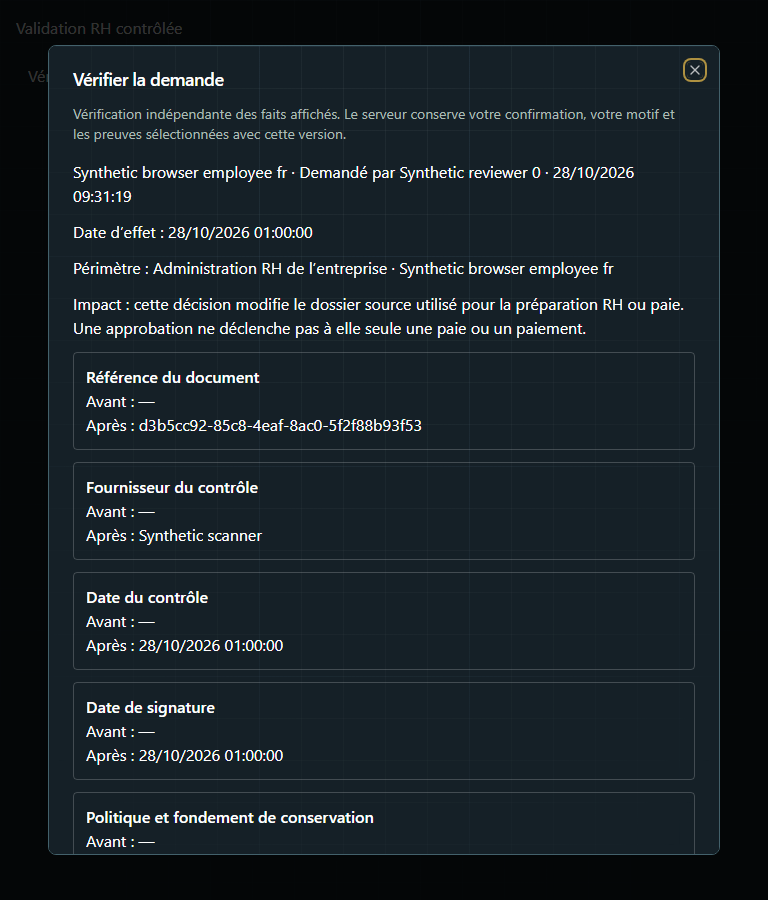 Validation RH contrôlée
Vér
Vérifier la demande
Vérification indépendante des faits affichés. Le serveur conserve votre confirmation, votre motif et
les preuves sélectionnées avec cette version.
Synthetic browser employee fr · Demandé par Synthetic reviewer 0 · 28/10/2026
09:31:19
Date d’effet : 28/10/2026 01:00:00
Périmètre : Administration RH de l’entreprise · Synthetic browser employee fr
Impact : cette décision modifie le dossier source utilisé pour la préparation RH ou paie.
Une approbation ne déclenche pas à elle seule une paie ou un paiement.
Référence du document
Avant : —
Après : d3b5cc92-85c8-4eaf-8ac0-5f2f88b93f53
Fournisseur du contrôle
Avant : —
Après : Synthetic scanner
Date du contrôle
Avant : —
Après : 28/10/2026 01:00:00
Date de signature
Avant : —
Après : 28/10/2026 01:00:00
Politique et fondement de conservation
Avant : —